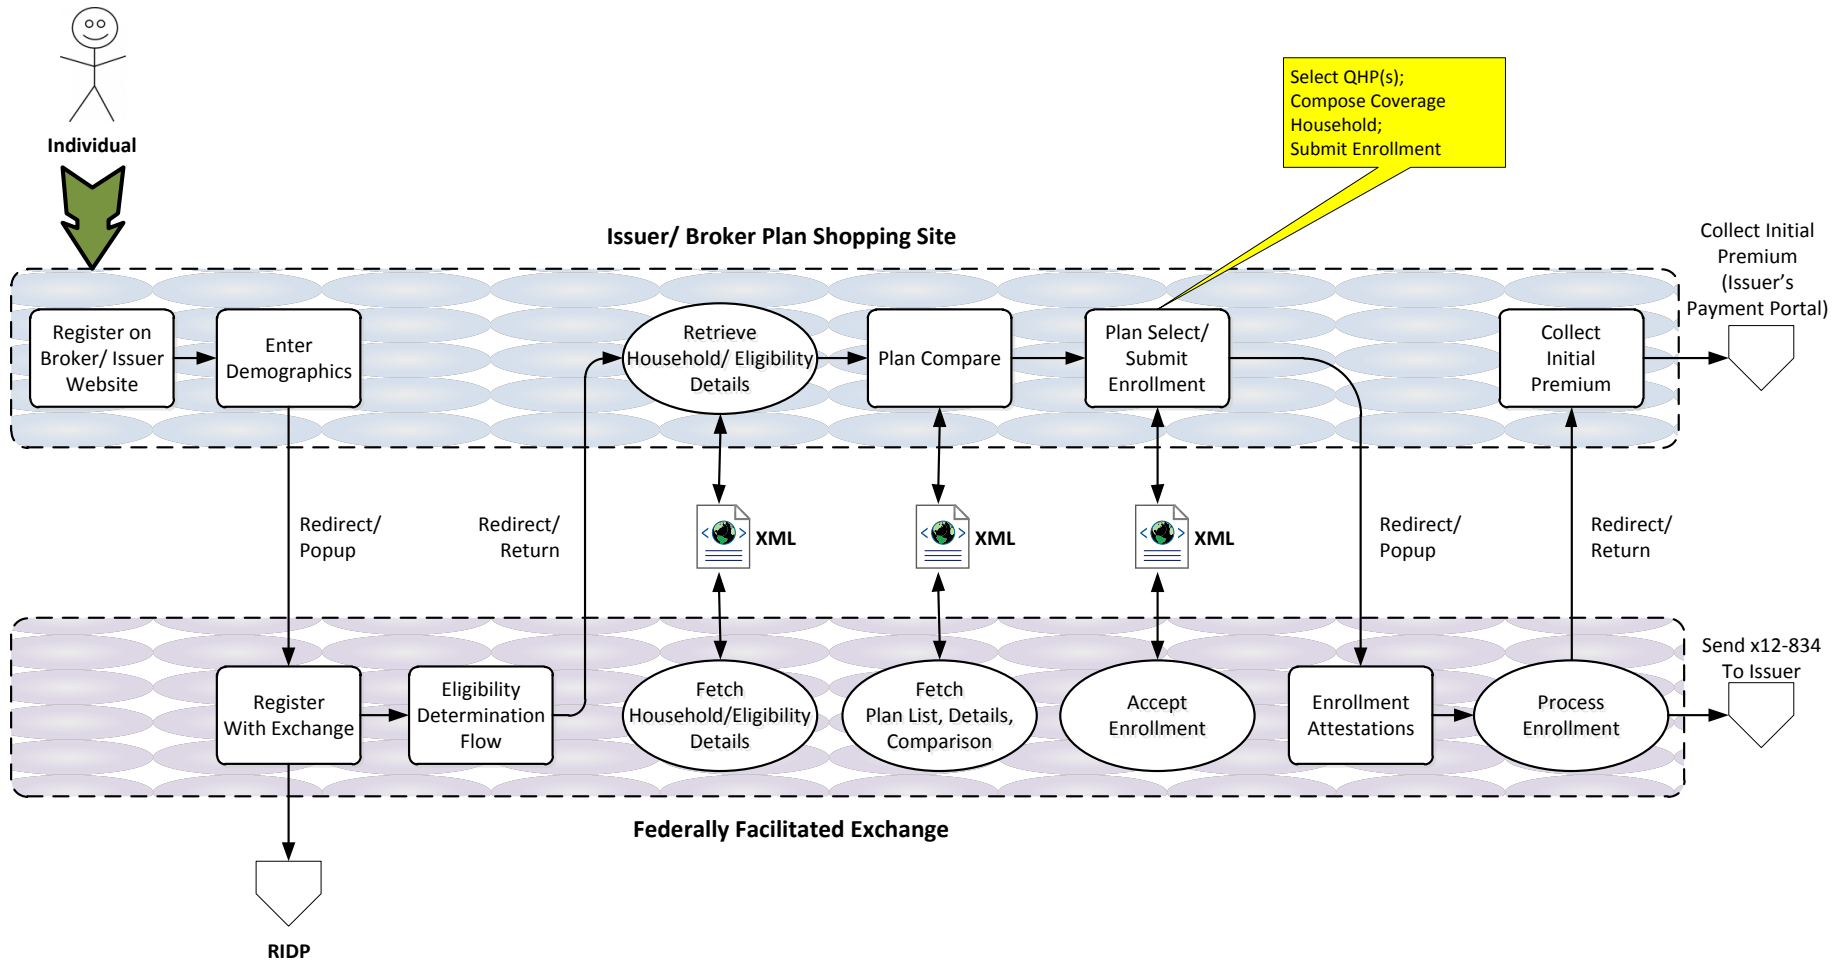 Individual
Select QHP(s);
Compose Coverage
Household;
Submit Enrollment
Issuer/ Broker Plan Shopping Site
Collect Initial
Premium
(Issuer’s
Payment Portal)
Register on
Broker/ Issuer
Website
Enter
Demographics
Retrieve
Household/ Eligibility
Details
Plan Compare
Plan Select/
Submit
Enrollment
Collect
Initial
Premium
Redirect/
Popup
Redirect/
Return
XML
XML
XML
Redirect/
Popup
Redirect/
Return
Register
With Exchange
Eligibility
Determination
Flow
Fetch
Household/Eligibility
Details
Fetch
Plan List, Details,
Comparison
Accept
Enrollment
Enrollment
Attestations
Process
Enrollment
Send x12-834
To Issuer
Federally Facilitated Exchange
RIDP